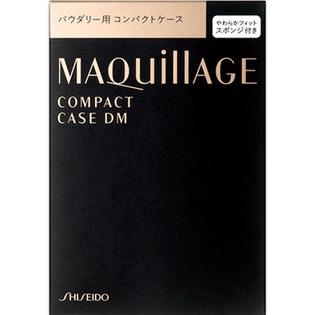 パウダリー用 コンパクトケース
やわらかフィット
スポンジ付き
MAQuillAGE
COMPACT
CASE DM
SHISEIDO